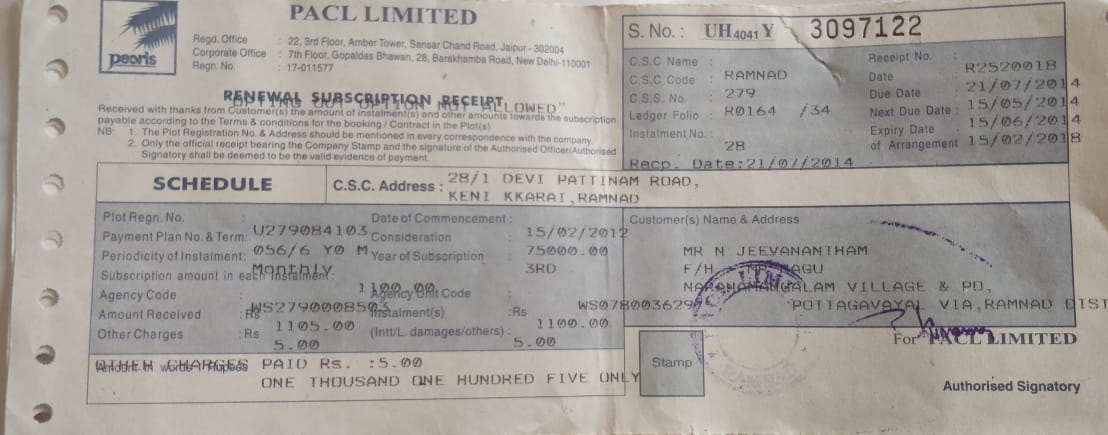 pearls
PACL LIMITED
Regd. Office : 22, 3rd Floor, Amber Tower, Sansar Chand Road, Jaipur - 302004
Corporate Office : 7th Floor, Gopaldas Bhawan, 28, Barakhamba Road, New Delhi-110001
Regn. No. : 17-011577
RENEWAL SUBSCRIPTION RECEIPT
OPTING OUT OPTION NOT ALLOWED"
Received with thanks from Customer(s) the amount of instalment(s) and other amounts towards the subscription
payable according to the Terms & conditions for the booking / Contract in the Plot(s)
NB: 1. The Plot Registration No. & Address should be mentioned in every correspondence with the company.
2. Only the official receipt bearing the Company Stamp and the signature of the Authorised Officer/Authorised
Signatory shall be deemed to be the valid evidence of payment.
S. No. : UH4041 Y 3097122
C.S.C Name :
C.S.C Code : RAMNAD
C.S.S. No. : 279
Ledger Folio : R0164 /34
Instalment No. :
28
Recp. Date:21/07/2014
Receipt No. : R2520018
Date : 21/07/2014
Due Date : 15/05/2014
Next Due Date : 15/06/2014
Expiry Date
of Arrangement : 15/02/2018
SCHEDULE
C.S.C. Address : 28/1 DEVI PATTINAM ROAD,
KENI KKARAI,RAMNAD
Plot Regn. No. : U279084103
Payment Plan No. & Term: 056/6 Y0 M
Periodicity of Instalment: Monthly
Subscription amount in each Instalment: 1100.00
Agency Code : WS2790008503
Amount Received : Rs 1105.00
Other Charges : Rs 5.00
Date of Commencement : 15/02/2012
Consideration : 75000.00
Year of Subscription : 3RD
Agency Unit Code WS078003629
Instalment(s) : Rs 1100.00
(Intt/L. damages/others) : 5.00
Customer(s) Name & Address
MR N JEEVANANTHAM
F/H : MR NAGU
NARANAMANGALAM VILLAGE & PO,
POTTAGAVAYAL VIA,RAMNAD DIST
OTHER CHARGES PAID Rs. :5.00
Amount in words Rupees
ONE THOUSAND ONE HUNDRED FIVE ONLY
Stamp
RAMNAD
For PACL LIMITED
Authorised Signatory